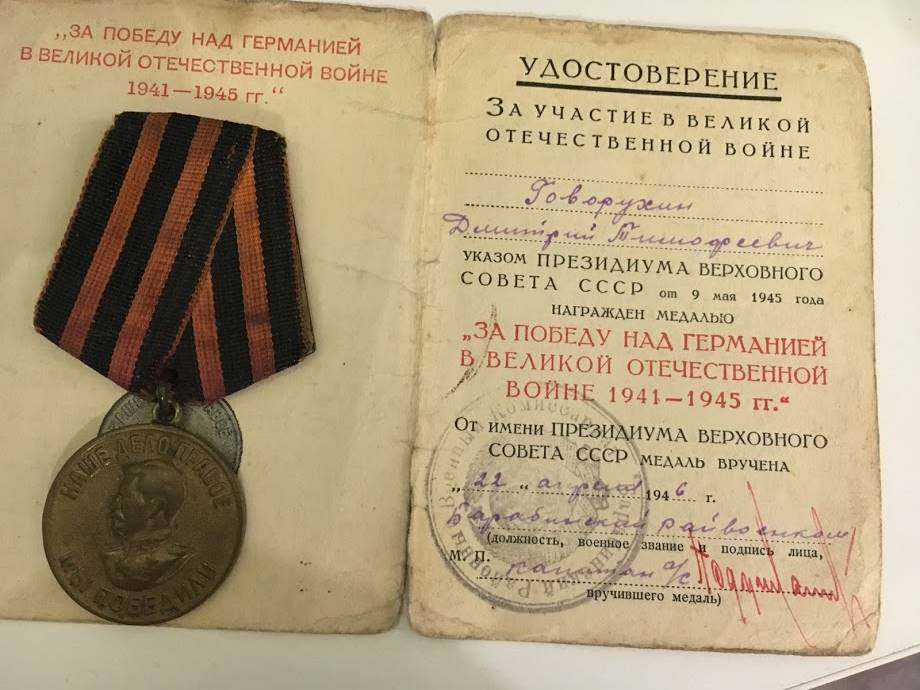 „ЗА ПОБЕДУ НАД ГЕРМАНИЕЙ
В ВЕЛИКОЙ ОТЕЧЕСТВЕННОЙ ВОЙНЕ
1941—1945 гг.“
НАШЕ ДЕЛО ПРАВОЕ
МЫ ПОБЕДИЛИ
УДОСТОВЕРЕНИЕ
ЗА УЧАСТИЕ В ВЕЛИКОЙ
ОТЕЧЕСТВЕННОЙ ВОЙНЕ
Говорухин
Дмитрий Тимофеевич
УКАЗОМ ПРЕЗИДИУМА ВЕРХОВНОГО
СОВЕТА СССР от 9 мая 1945 года
НАГРАЖДЕН МЕДАЛЬЮ
„ЗА ПОБЕДУ НАД ГЕРМАНИЕЙ
В ВЕЛИКОЙ ОТЕЧЕСТВЕННОЙ
ВОЙНЕ 1941—1945 гг.“
ОТ ИМЕНИ ПРЕЗИДИУМА ВЕРХОВНОГО
СОВЕТА СССР МЕДАЛЬ ВРУЧЕНА
„22„ апреля 1946 г.
Барабинский райвоенком
(должность, военное звание и подпись лица,
М. П. капитан а/с
вручившего медаль)
Военный Комиссариат